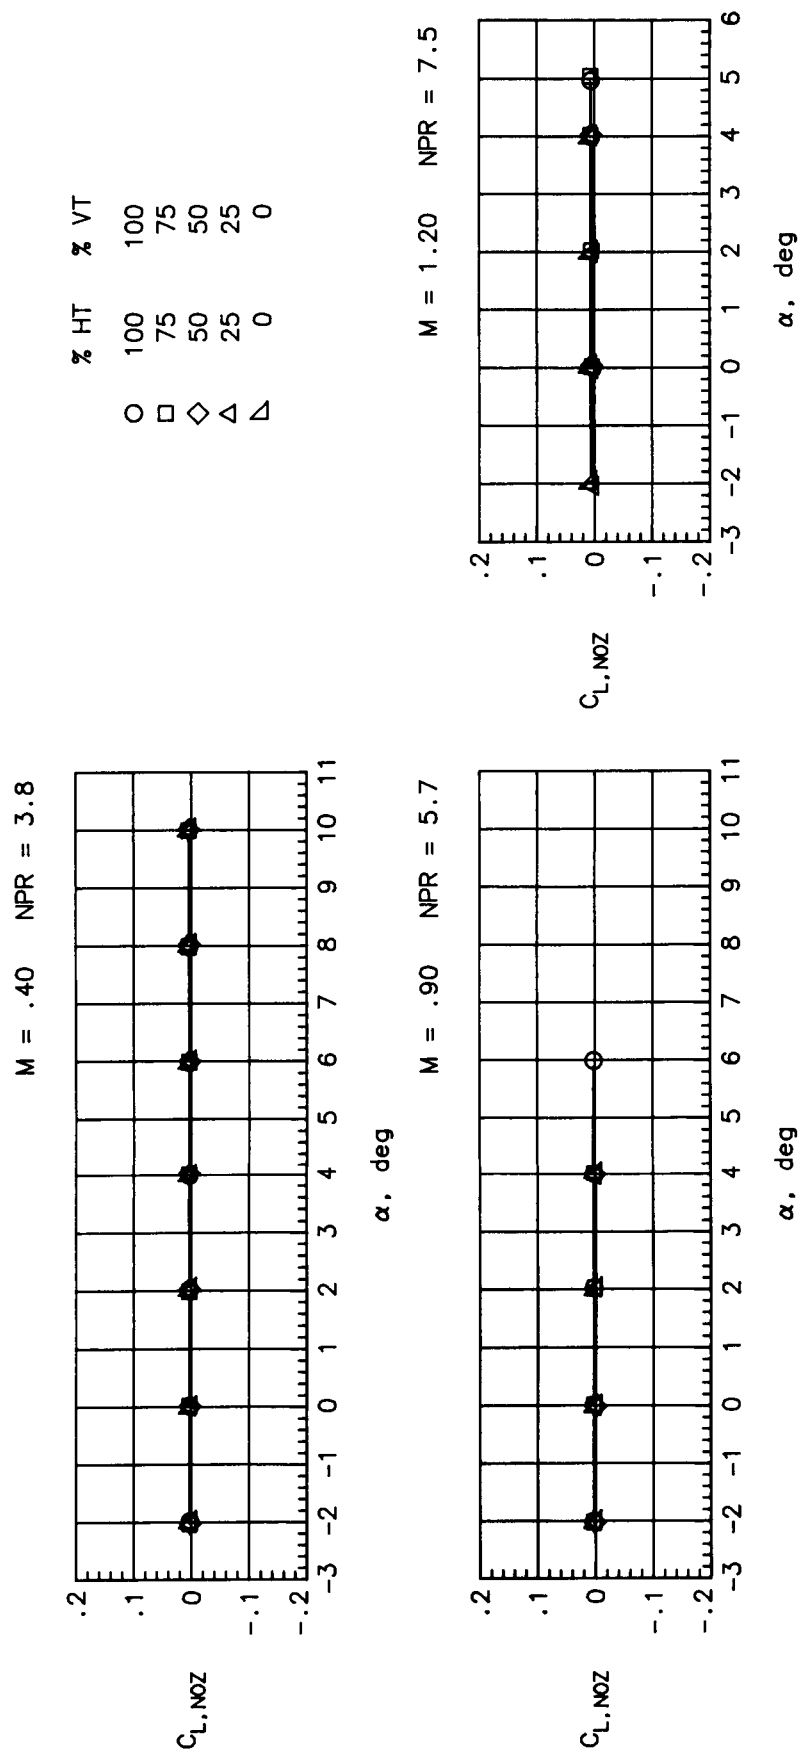 M = .40 NPR = 3.8
.2
.1
0
-.1
-.2
C_L,NOZ
-3 -2 -1 0 1 2 3 4 5 6 7 8 9 10 11
α, deg
% HT % VT
100 100
75 75
50 50
25 25
0 0
M = .90 NPR = 5.7
.2
.1
0
-.1
-.2
C_L,NOZ
-3 -2 -1 0 1 2 3 4 5 6 7 8 9 10 11
α, deg
M = 1.20 NPR = 7.5
.2
.1
0
-.1
-.2
C_L,NOZ
-3 -2 -1 0 1 2 3 4 5 6
α, deg